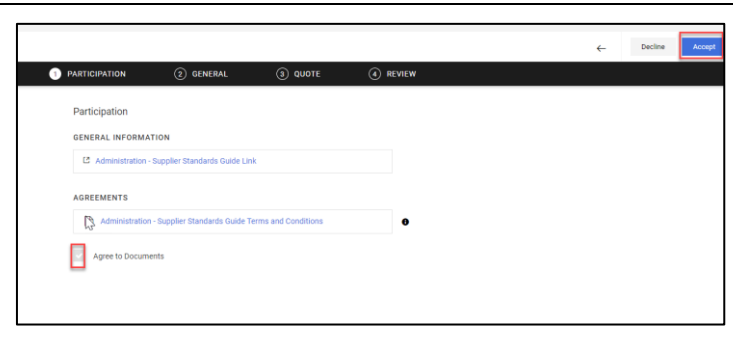 ← Decline Accept
1 PARTICIPATION 2 GENERAL 3 QUOTE 4 REVIEW
Participation
GENERAL INFORMATION
Administration - Supplier Standards Guide Link
AGREEMENTS
Administration - Supplier Standards Guide Terms and Conditions
Agree to Documents